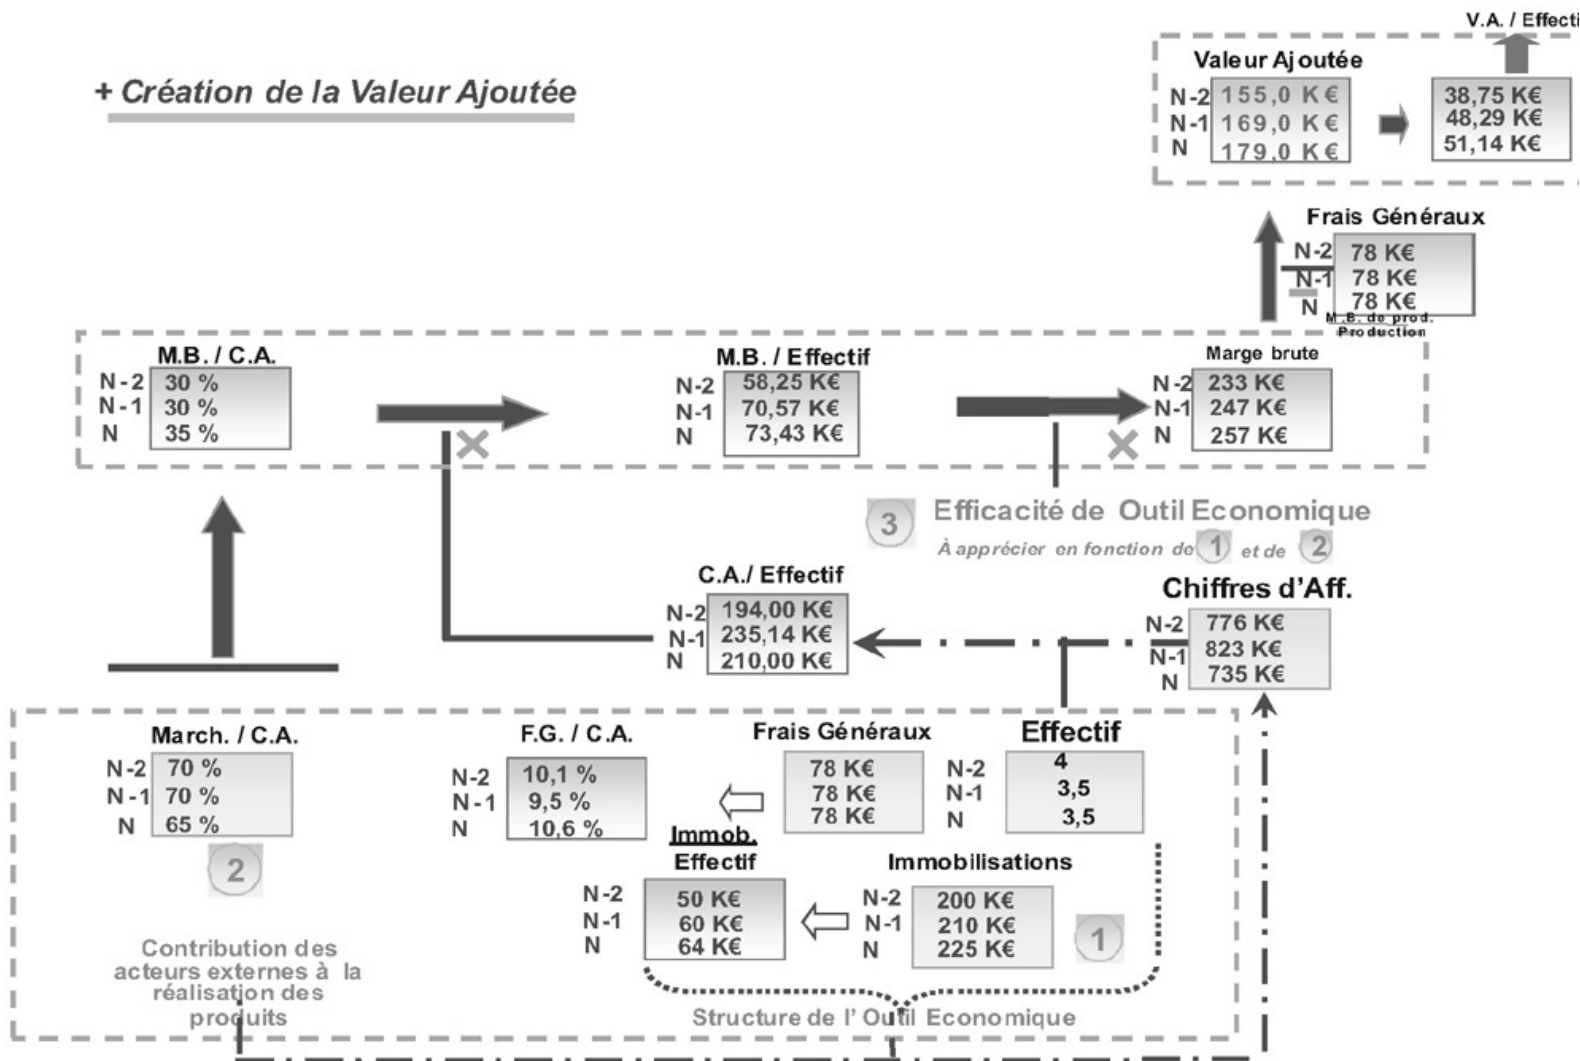 V.A. / Effecti
+ Création de la Valeur Ajoutée
Valeur Ajoutée
N-2 155,0 K€ 38,75 K€
N-1 169,0 K€ 48,29 K€
N 179,0 K€ 51,14 K€
Frais Généraux
N-2 78 K€
N-1 78 K€
N 78 K€
M.B. de prod.
Production
M.B. / C.A.
N-2 30 %
N-1 30 %
N 35 %
M.B. / Effectif
N-2 58,25 K€
N-1 70,57 K€
N 73,43 K€
Marge brute
N-2 233 K€
N-1 247 K€
N 257 K€
3 Efficacité de Outil Economique
À apprécier en fonction de 1 et de 2
C.A./ Effectif
N-2 194,00 K€
N-1 235,14 K€
N 210,00 K€
Chiffres d'Aff.
N-2 776 K€
N-1 823 K€
N 735 K€
March. / C.A.
N-2 70 %
N-1 70 %
N 65 %
2
Contribution des
acteurs externes à la
réalisation des
produits
F.G. / C.A.
N-2 10,1 %
N-1 9,5 %
N 10,6 %
Frais Généraux
78 K€
78 K€
78 K€
Effectif
N-2 4
N-1 3,5
N 3,5
Immob.
Effectif
N-2 50 K€
N-1 60 K€
N 64 K€
Immobilisations
N-2 200 K€
N-1 210 K€
N 225 K€
1
Structure de l' Outil Economique